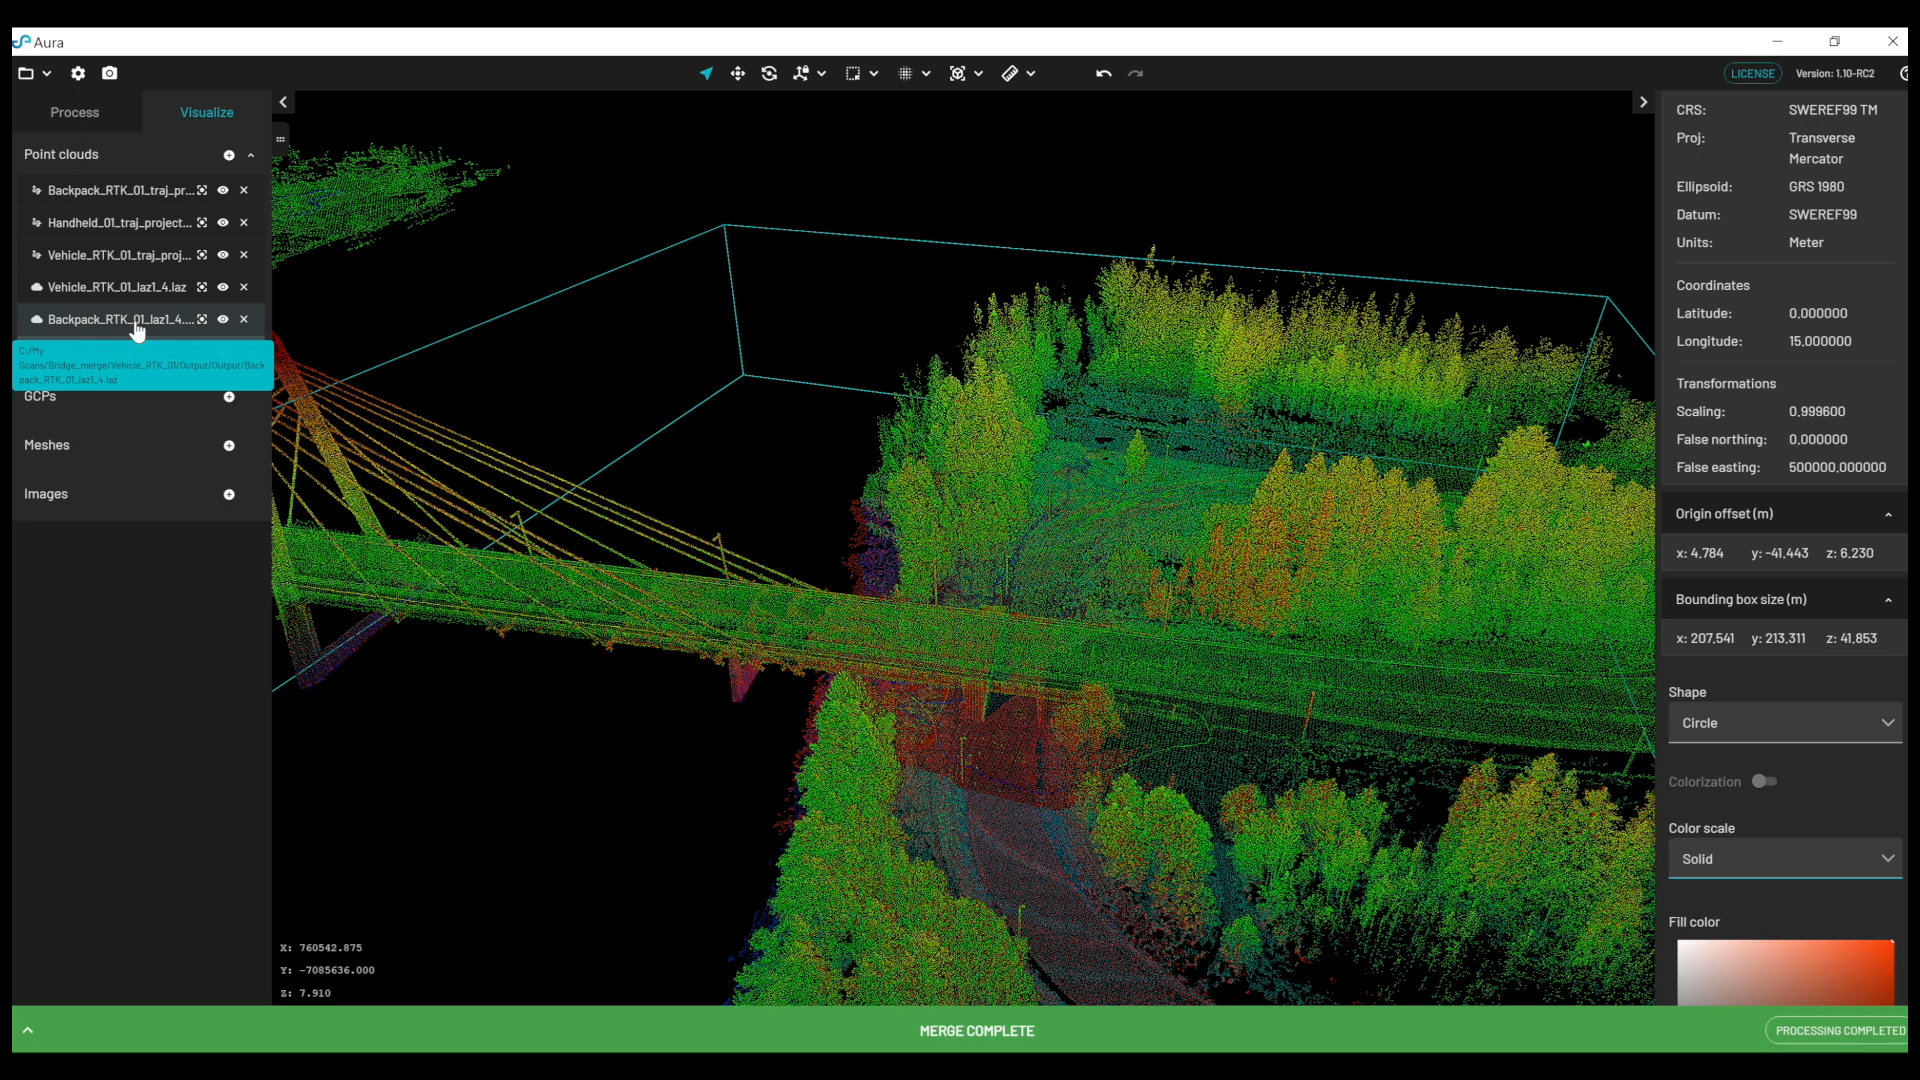 Aura
LICENSE
Version: 1.10-RC2
Process
Visualize
Point clouds
Backpack_RTK_01_traj_pr...
Handheld_01_traj_project...
Vehicle_RTK_01_traj_proj...
Vehicle_RTK_01_laz1_4.laz
Backpack_RTK_01_laz1_4....
C:/My
Scans/Bridge_merge/Vehicle_RTK_01/Output/Output/Back
pack_RTK_01_laz1_4.laz
GCPs
Meshes
Images
X: 760542.875
Y: -7085636.000
Z: 7.910
CRS: SWEREF99 TM
Proj: Transverse
Mercator
Ellipsoid: GRS 1980
Datum: SWEREF99
Units: Meter
Coordinates
Latitude: 0.000000
Longitude: 15.000000
Transformations
Scaling: 0.999600
False northing: 0.000000
False easting: 500000.000000
Origin offset (m)
x: 4.784 y: -41.443 z: 6.230
Bounding box size (m)
x: 207.541 y: 213.311 z: 41.853
Shape
Circle
Colorization
Color scale
Solid
Fill color
MERGE COMPLETE
PROCESSING COMPLETED